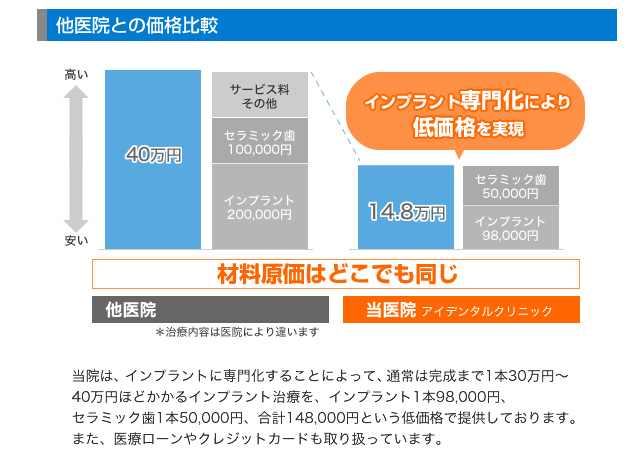 他医院との価格比較
高い
安い
40万円
サービス料
その他
セラミック歯
100,000円
インプラント
200,000円
インプラント専門化により
低価格を実現
14.8万円
セラミック歯
50,000円
インプラント
98,000円
材料原価はどこでも同じ
他医院
当医院 アイデンタルクリニック
＊治療内容は医院により違います
当院は、インプラントに専門化することによって、通常は完成まで1本30万円～
40万円ほどかかるインプラント治療を、インプラント1本98,000円、
セラミック歯1本50,000円、合計148,000円という低価格で提供しております。
また、医療ローンやクレジットカードも取り扱っています。